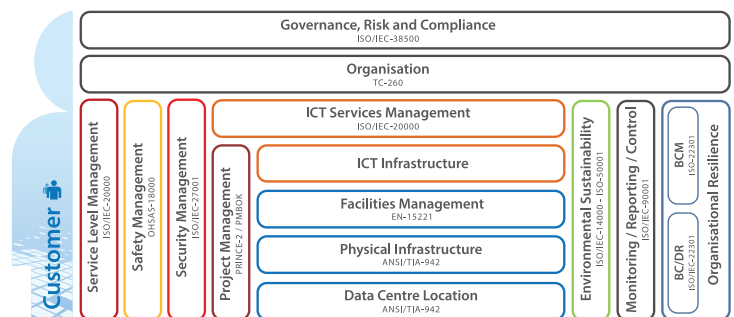 Governance, Risk and Compliance
ISO/IEC-38500
Organisation
TC-260
Customer
Service Level Management
ISO/IEC-20000
Safety Management
OHSAS-18000
Security Management
ISO/IEC-27001
ICT Services Management
ISO/IEC-20000
Project Management
PRINCE-2 / PMBOK
ICT Infrastructure
Facilities Management
EN-15221
Physical Infrastructure
ANSI/TIA-942
Data Centre Location
ANSI/TIA-942
Environmental Sustainability
ISO/IEC-14000 - ISO-50001
Monitoring / Reporting / Control
ISO/IEC-90001
BCM
ISO-22301
BC/DR
ISO/IEC-22301
Organisational Resilience